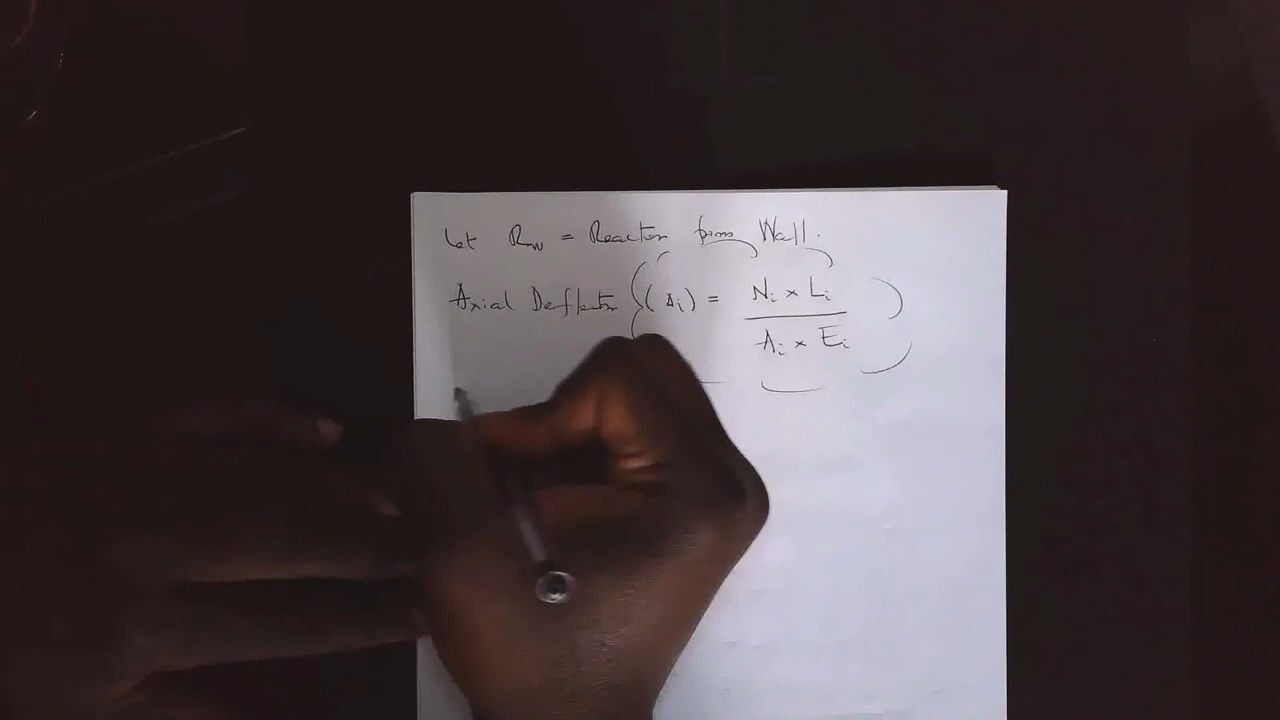 Let Rw = Reaction from Wall.
Axial Deflection (Δi) = Ni × Li / Ai × Ei